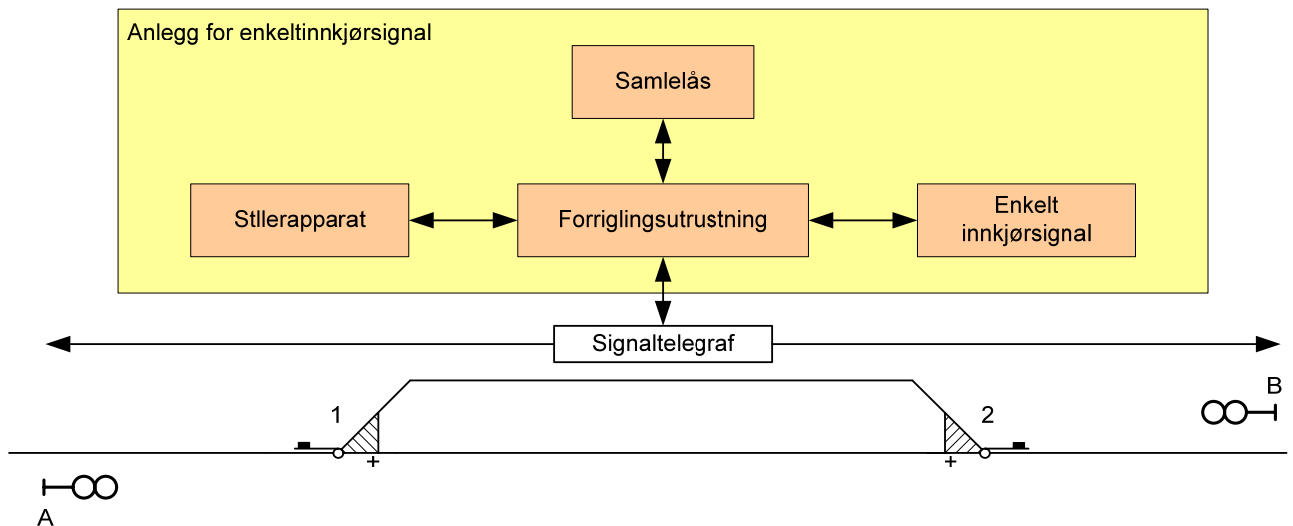 Anlegg for enkeltinnkjørsignal
Samlelås
Stllerapparat
Forriglingsutrustning
Enkelt
innkjørsignal
Signaltelegraf
B
1
2
+
+
A